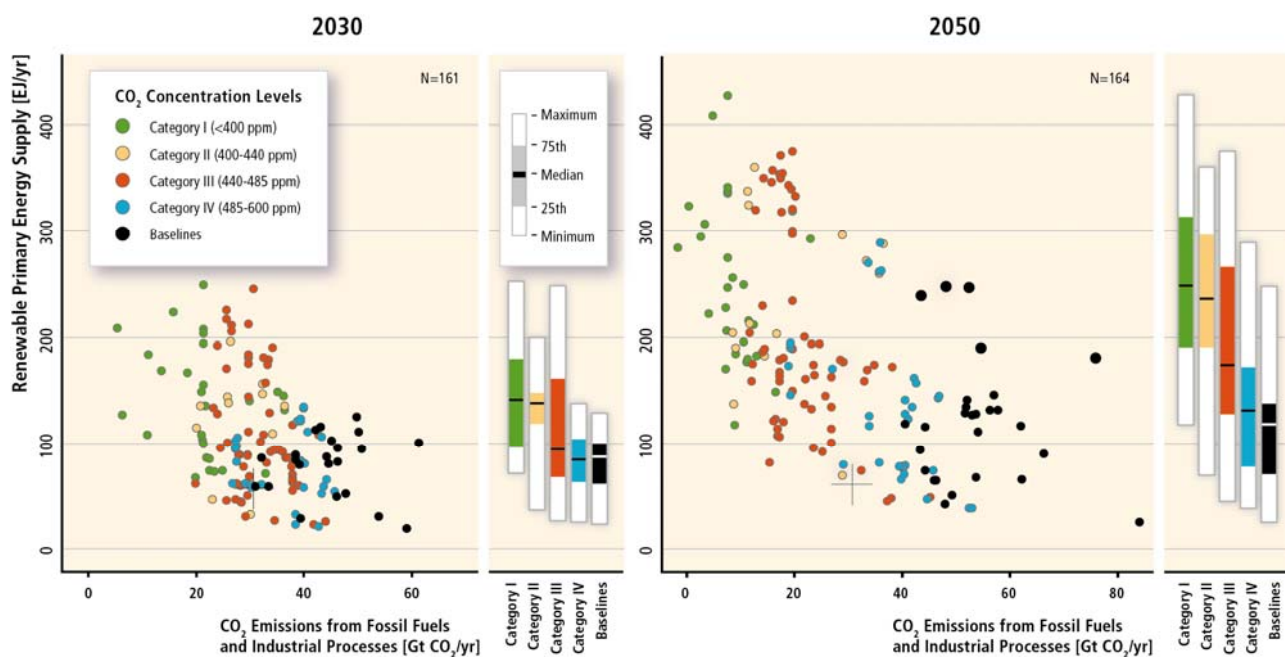 2030
2050
Renewable Primary Energy Supply [EJ/yr]
400
300
200
100
0
N=161
CO₂ Concentration Levels
Category I (<400 ppm)
Category II (400-440 ppm)
Category III (440-485 ppm)
Category IV (485-600 ppm)
Baselines
Maximum
75th
Median
25th
Minimum
0
20
40
60
CO₂ Emissions from Fossil Fuels
and Industrial Processes [Gt CO₂/yr]
Category I
Category II
Category III
Category IV
Baselines
400
300
200
100
0
N=164
0
20
40
60
80
CO₂ Emissions from Fossil Fuels
and Industrial Processes [Gt CO₂/yr]
Category I
Category II
Category III
Category IV
Baselines